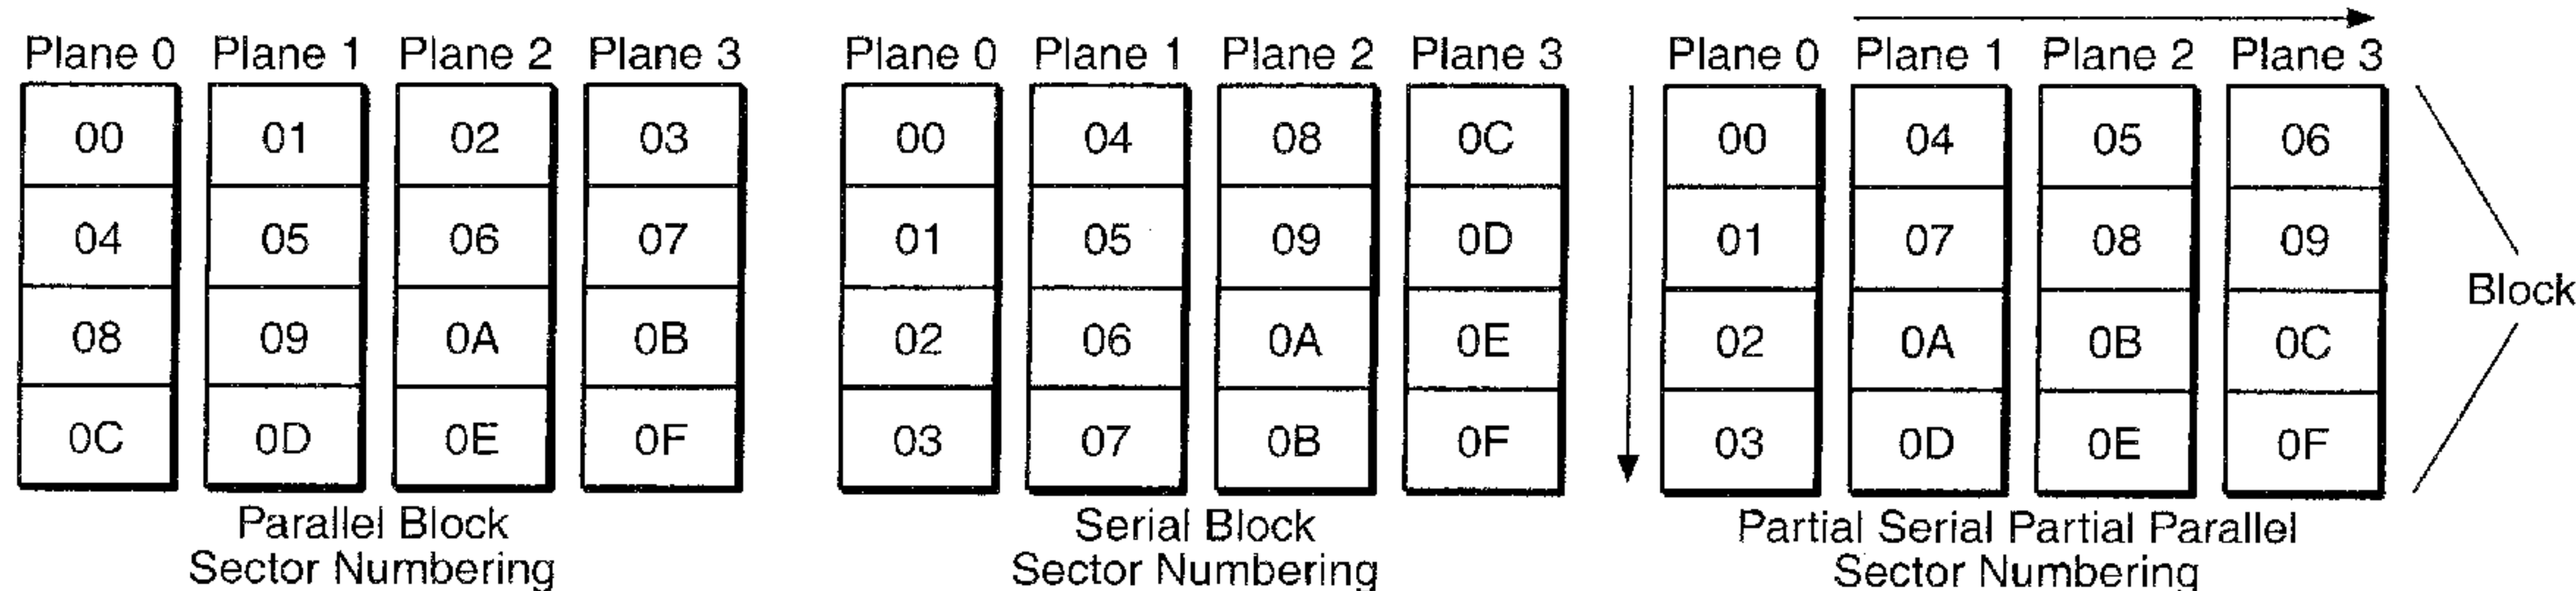 Plane 0 Plane 1 Plane 2 Plane 3
00 01 02 03
04 05 06 07
08 09 0A 0B
0C 0D 0E 0F
Parallel Block
Sector Numbering
Plane 0 Plane 1 Plane 2 Plane 3
00 04 08 0C
01 05 09 0D
02 06 0A 0E
03 07 0B 0F
Serial Block
Sector Numbering
Plane 0 Plane 1 Plane 2 Plane 3
00 04 05 06
01 07 08 09
02 0A 0B 0C
03 0D 0E 0F
Block
Partial Serial Partial Parallel
Sector Numbering